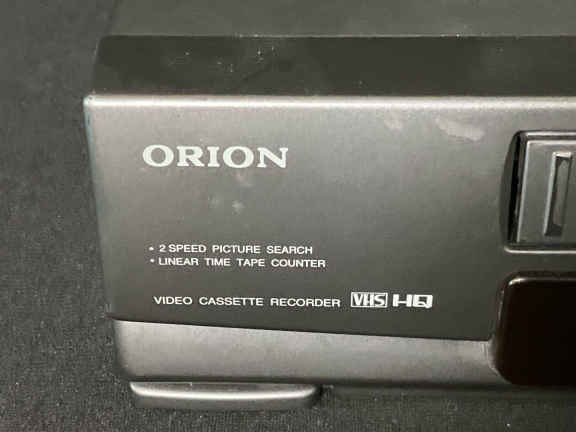 ORION
• 2 SPEED PICTURE SEARCH
• LINEAR TIME TAPE COUNTER
VIDEO CASSETTE RECORDER VHS HQ